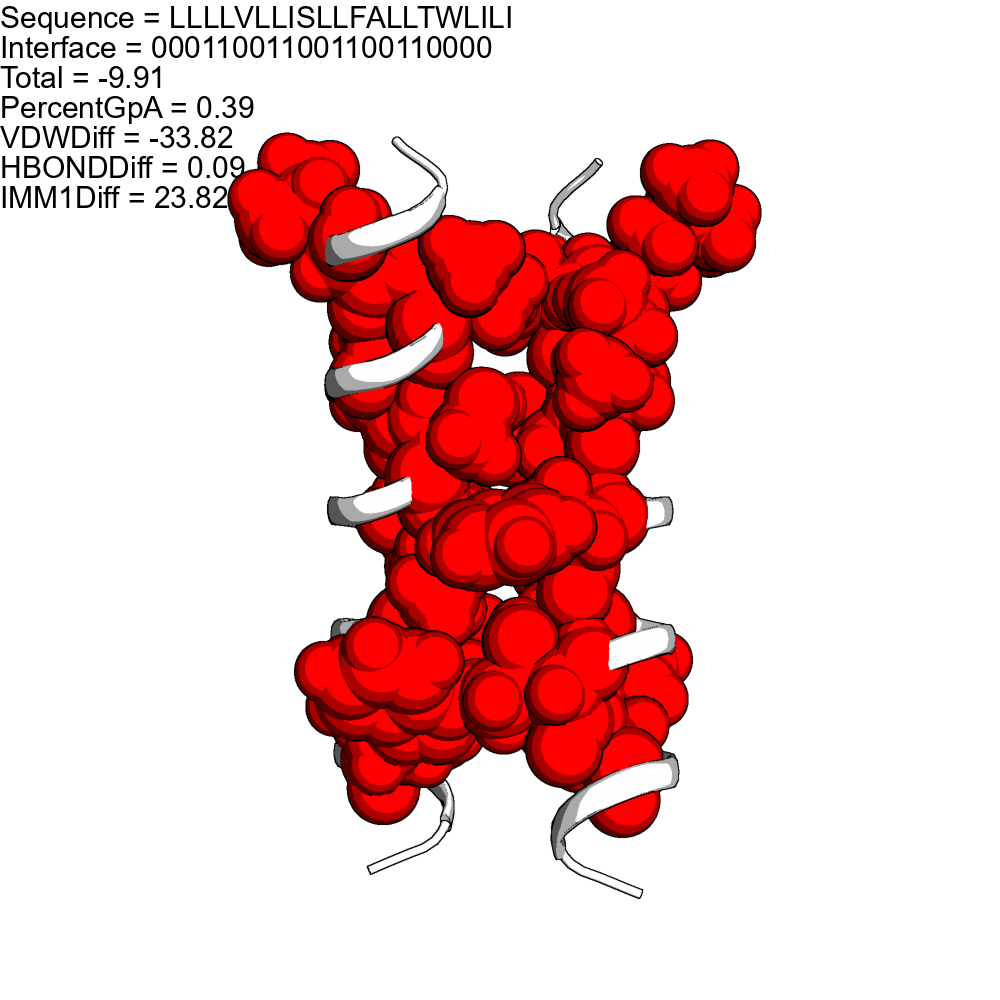 Sequence = LLLLVLLISLLFALLTWLILI
Interface = 000110011001100110000
Total = -9.91
PercentGpA = 0.39
VDWDiff = -33.82
HBONDDiff = 0.09
IMM1Diff = 23.82